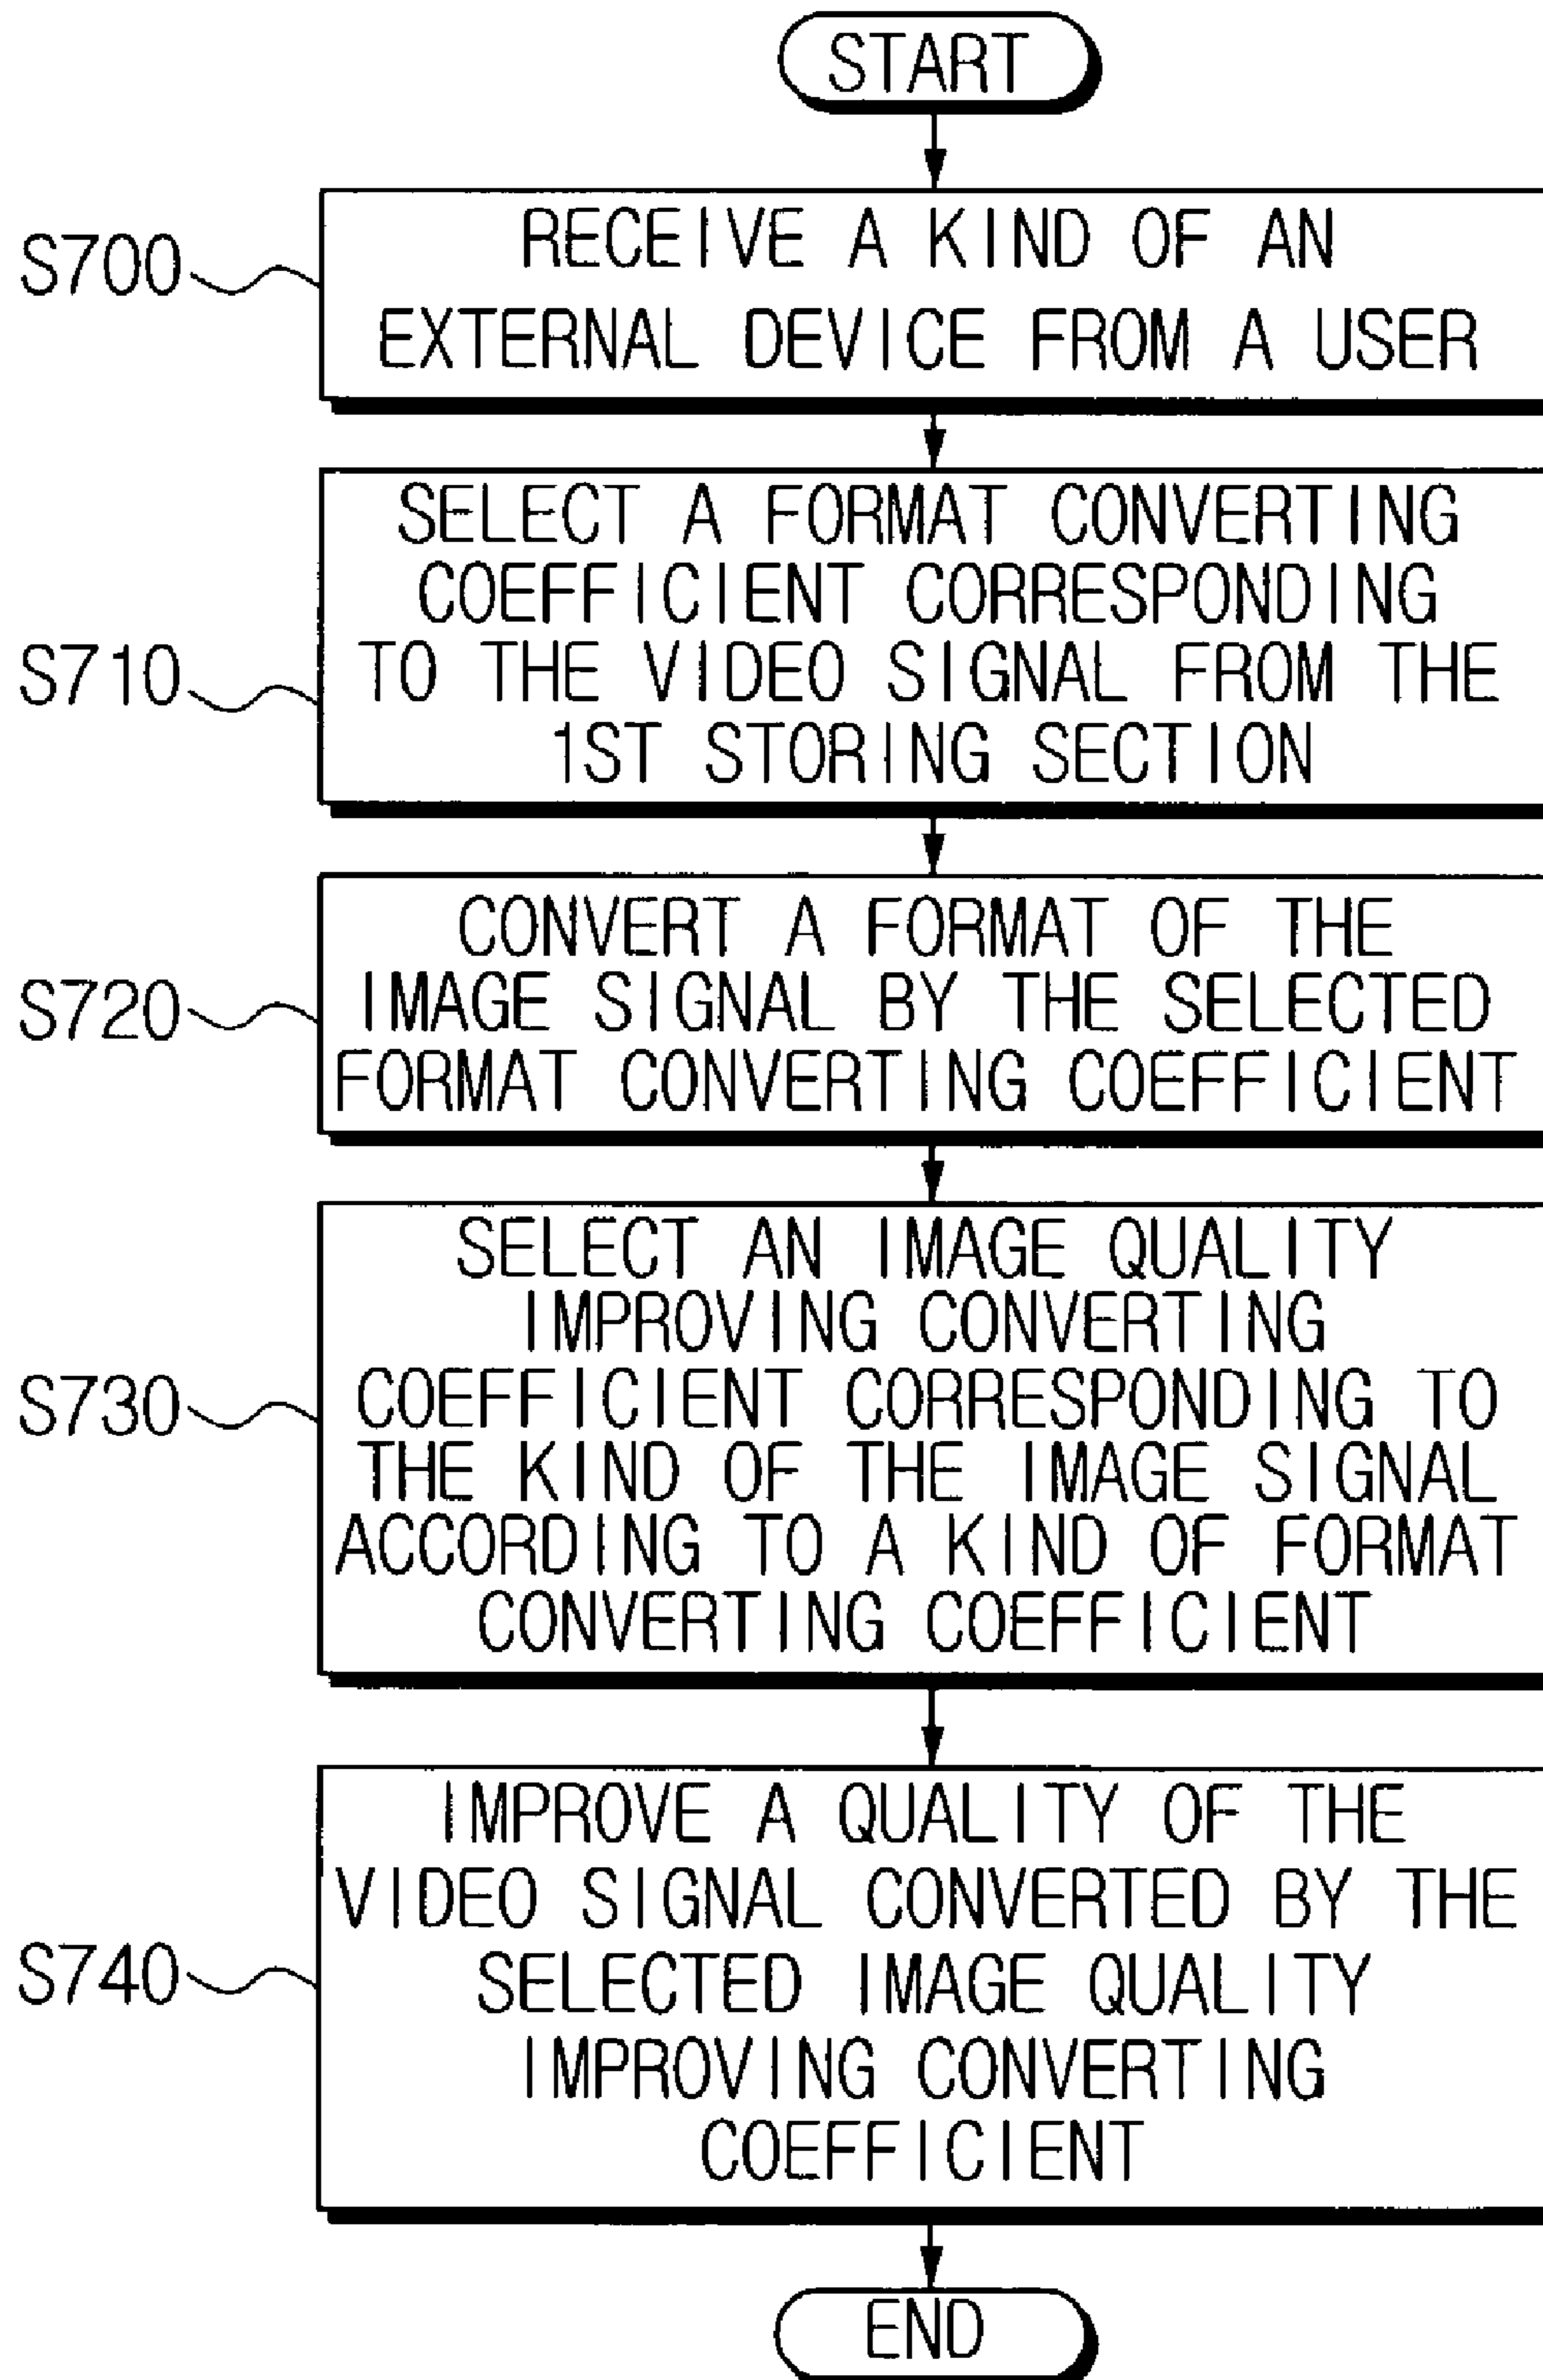 START
S700
RECEIVE A KIND OF AN
EXTERNAL DEVICE FROM A USER
S710
SELECT A FORMAT CONVERTING
COEFFICIENT CORRESPONDING
TO THE VIDEO SIGNAL FROM THE
1ST STORING SECTION
S720
CONVERT A FORMAT OF THE
IMAGE SIGNAL BY THE SELECTED
FORMAT CONVERTING COEFFICIENT
S730
SELECT AN IMAGE QUALITY
IMPROVING CONVERTING
COEFFICIENT CORRESPONDING TO
THE KIND OF THE IMAGE SIGNAL
ACCORDING TO A KIND OF FORMAT
CONVERTING COEFFICIENT
S740
IMPROVE A QUALITY OF THE
VIDEO SIGNAL CONVERTED BY THE
SELECTED IMAGE QUALITY
IMPROVING CONVERTING
COEFFICIENT
END